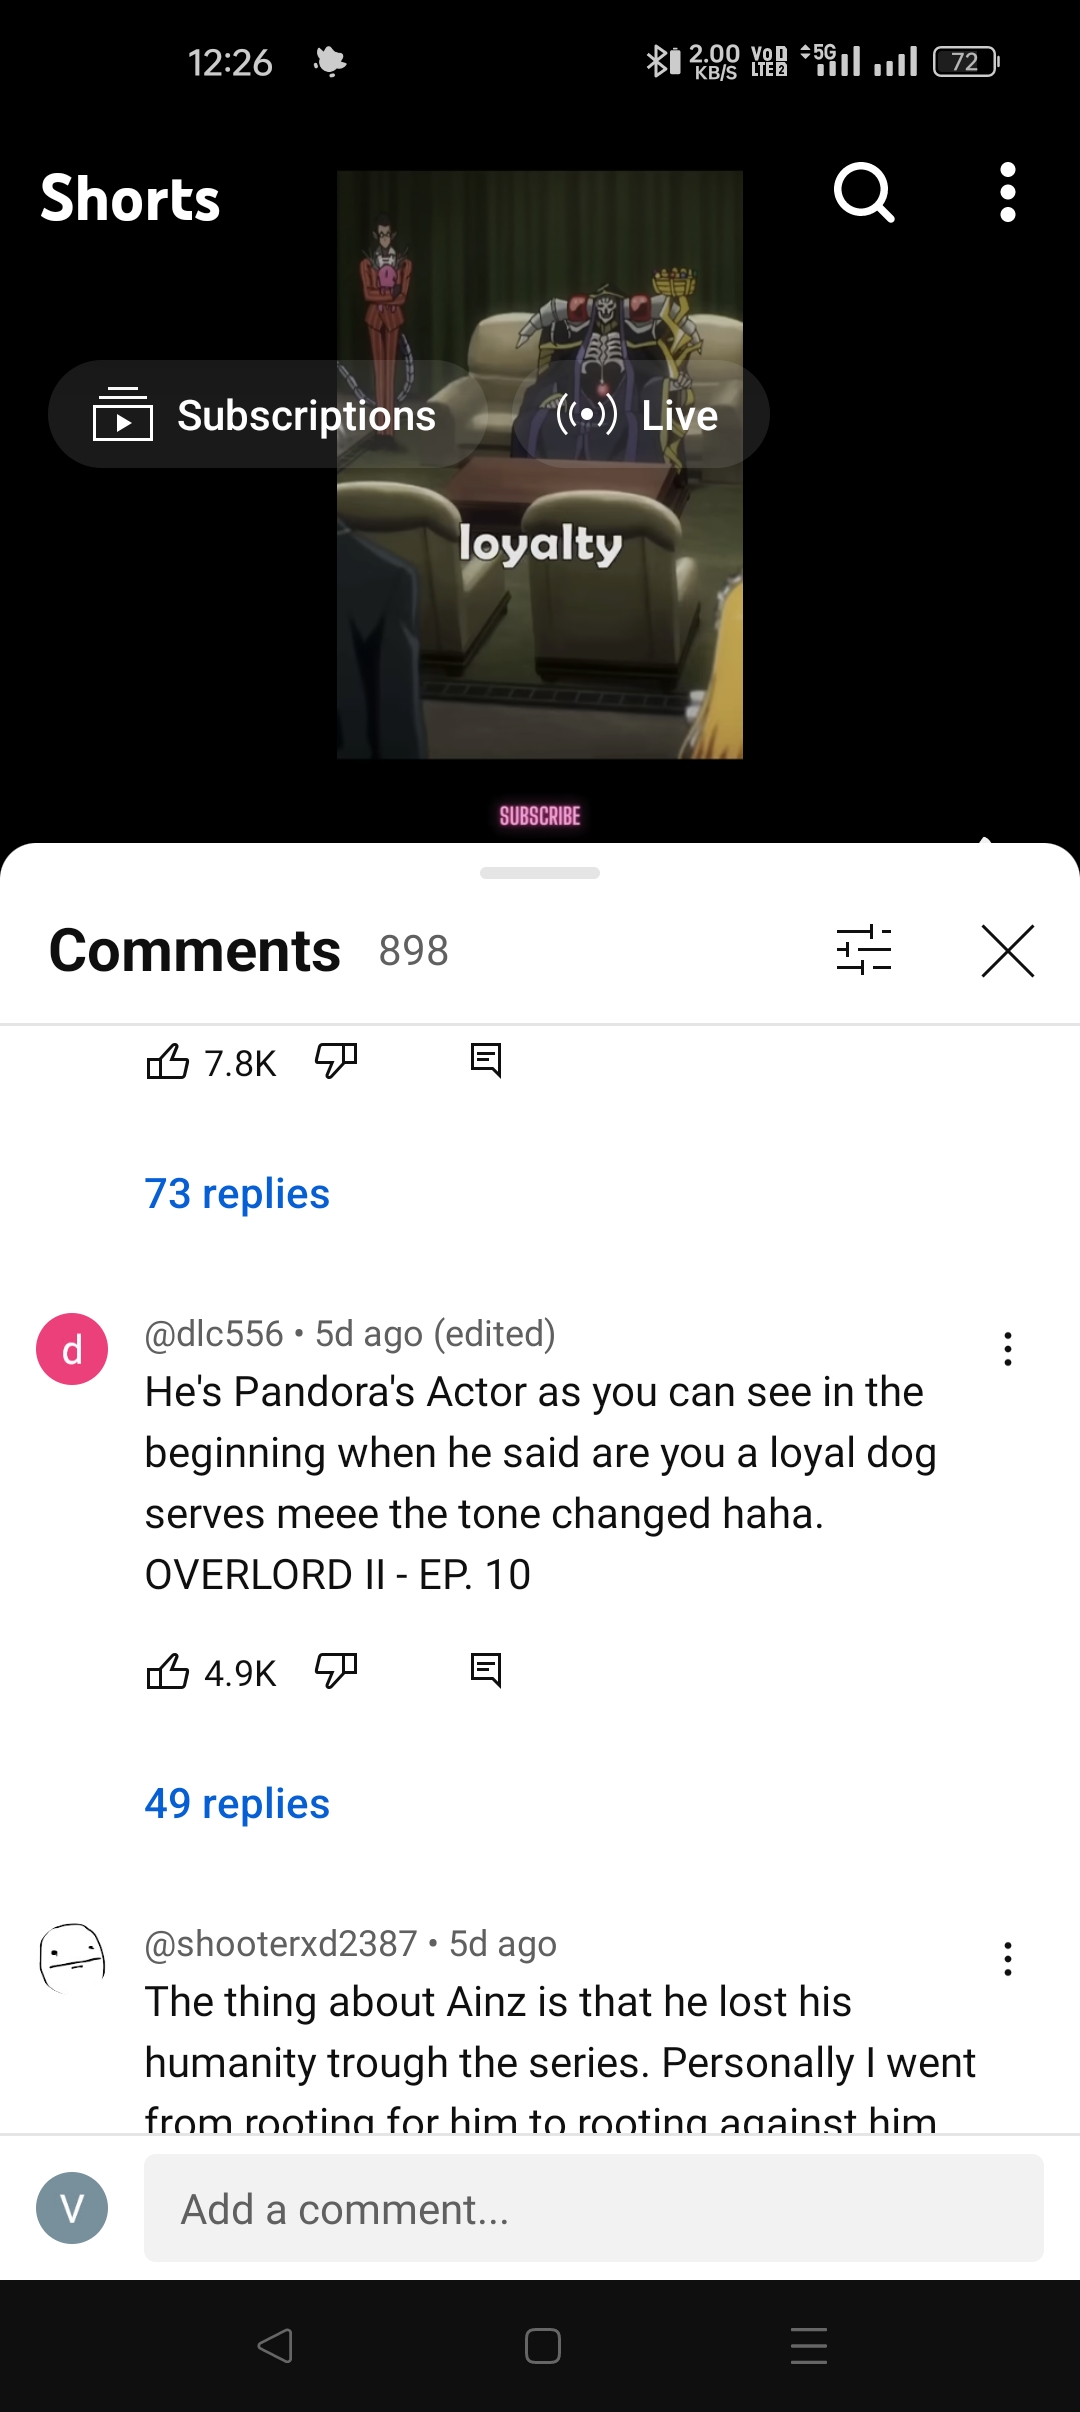 12:26
2.00 KB/S
VoD LTE 2
5G
72
Shorts
Subscriptions
Live
loyalty
SUBSCRIBE
Comments 898
7.8K
73 replies
d
@dlc556 • 5d ago (edited)
He's Pandora's Actor as you can see in the
beginning when he said are you a loyal dog
serves meee the tone changed haha.
OVERLORD II - EP. 10
4.9K
49 replies
@shooterxd2387 • 5d ago
The thing about Ainz is that he lost his
humanity trough the series. Personally I went
from rooting for him to rooting against him
V
Add a comment...